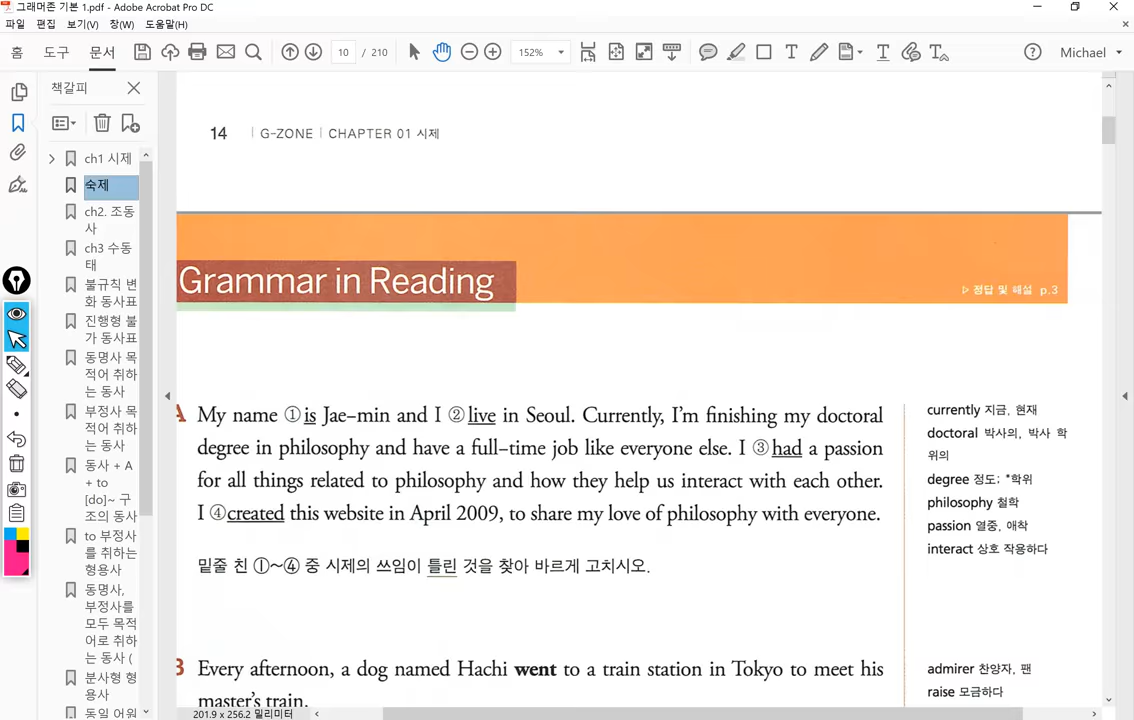 그래머존 기본 1.pdf - Adobe Acrobat Pro DC
파일 편집 보기(V) 창(W) 도움말(H)
홈 도구 문서 10 / 210 152% Michael
책갈피
ch1 시제
숙제
ch2. 조동
사
ch3 수동
태
불규칙 변
화 동사표
진행형 불
가 동사표
동명사 목
적어 취하
는 동사
부정사 목
적어 취하
는 동사
동사 + A
+ to
[do]~ 구
조의 동사
to 부정사
를 취하는
형용사
동명사,
부정사를
모두 목적
어로 취하
는 동사 (
분사형 형
용사
동일 어원
14 G-ZONE CHAPTER 01 시제
Grammar in Reading
▷ 정답 및 해설 p.3
A My name ① is Jae-min and I ② live in Seoul. Currently, I'm finishing my doctoral
degree in philosophy and have a full-time job like everyone else. I ③ had a passion
for all things related to philosophy and how they help us interact with each other.
I ④ created this website in April 2009, to share my love of philosophy with everyone.
밑줄 친 ①~④ 중 시제의 쓰임이 틀린 것을 찾아 바르게 고치시오.
currently 지금, 현재
doctoral 박사의, 박사 학
위의
degree 정도; *학위
philosophy 철학
passion 열중, 애착
interact 상호 작용하다
B Every afternoon, a dog named Hachi went to a train station in Tokyo to meet his
master's train.
admirer 찬양자, 팬
raise 모금하다
201.9 x 256.2 밀리미터